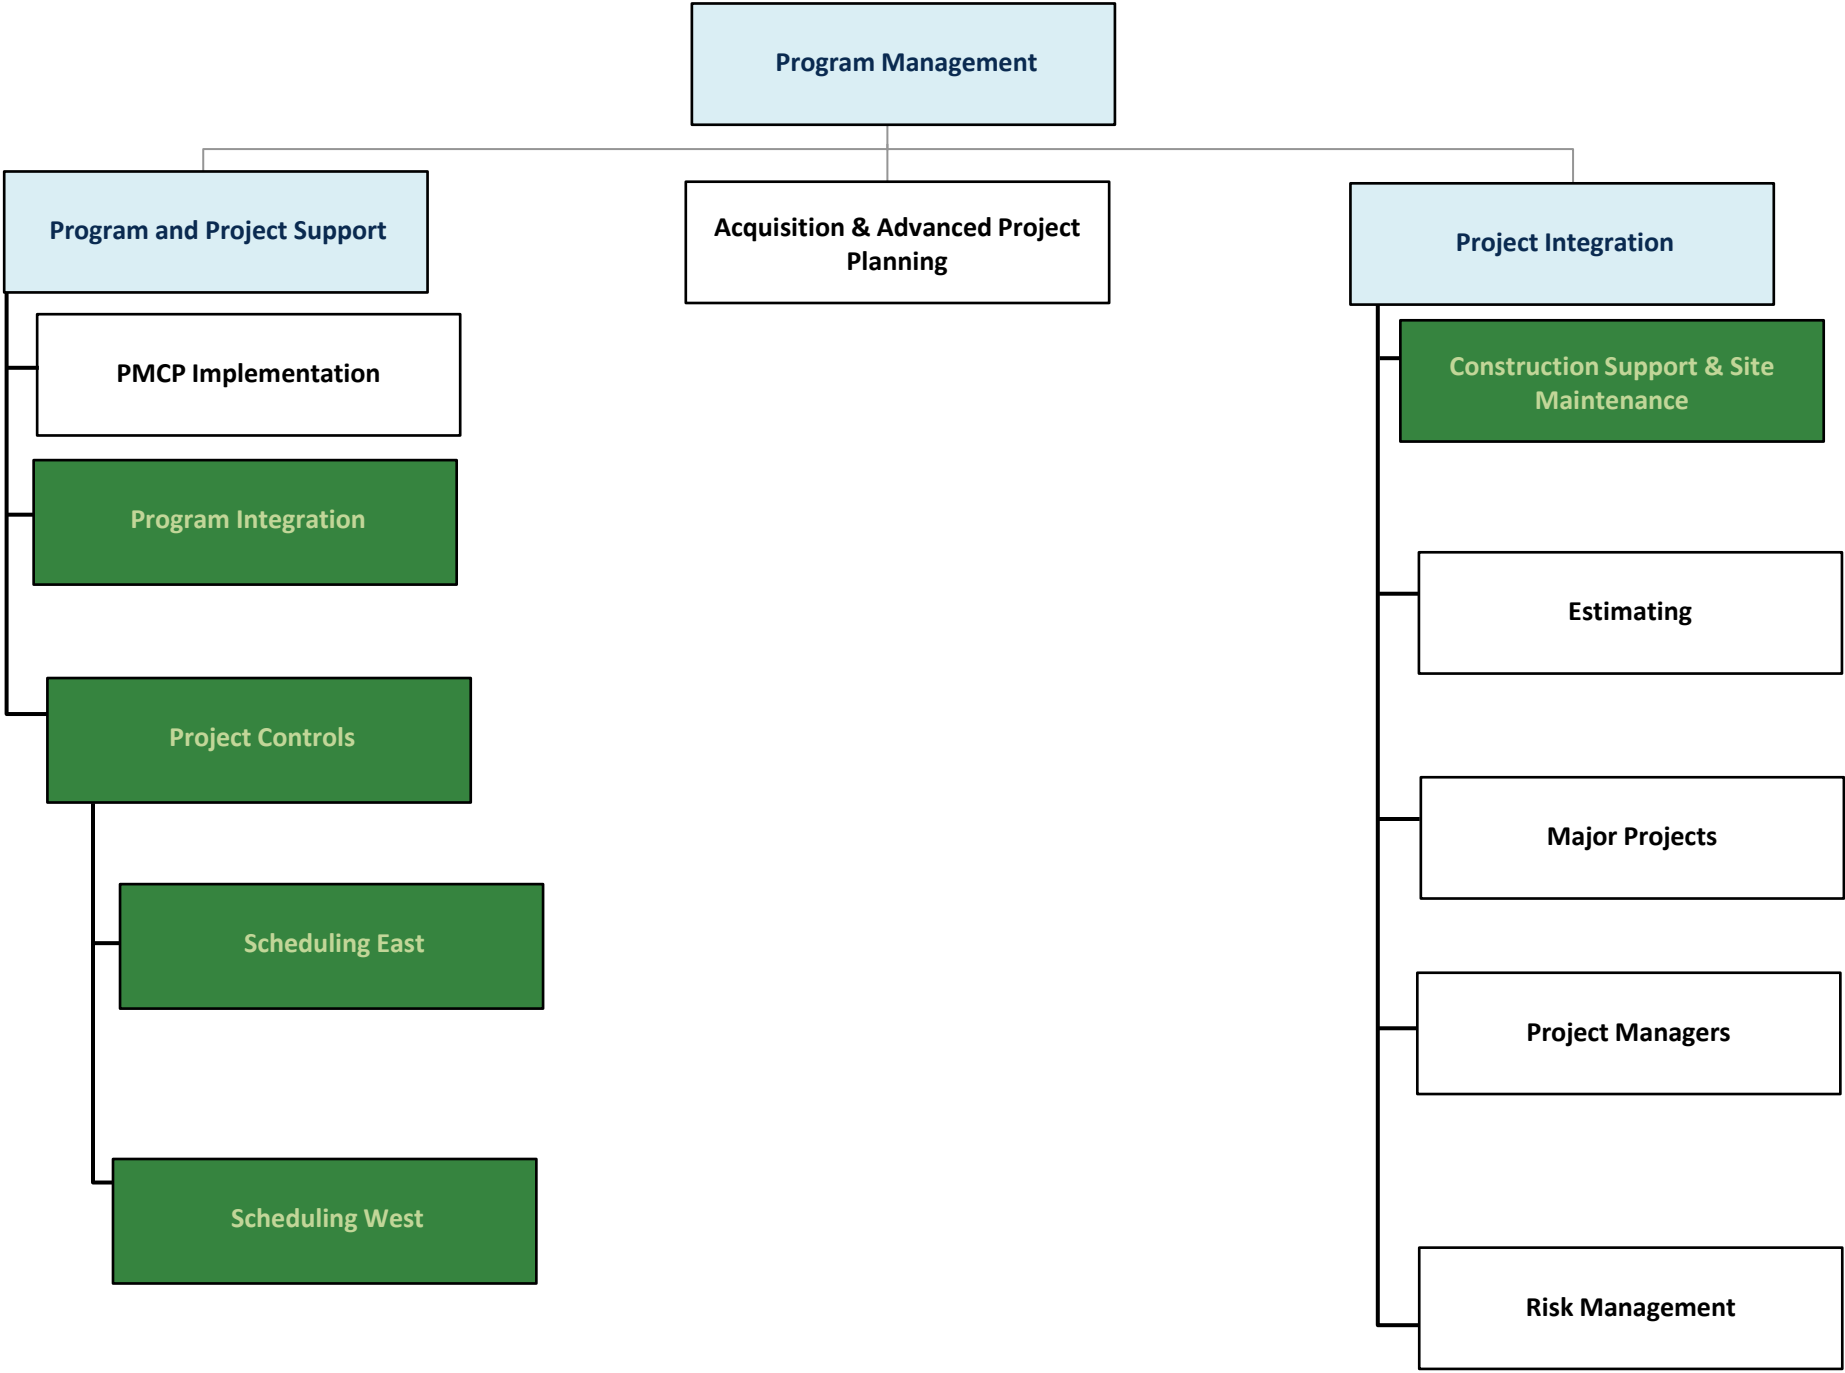 Program Management
Program and Project Support
Acquisition & Advanced Project
Planning
Project Integration
PMCP Implementation
Program Integration
Project Controls
Scheduling East
Scheduling West
Construction Support & Site
Maintenance
Estimating
Major Projects
Project Managers
Risk Management